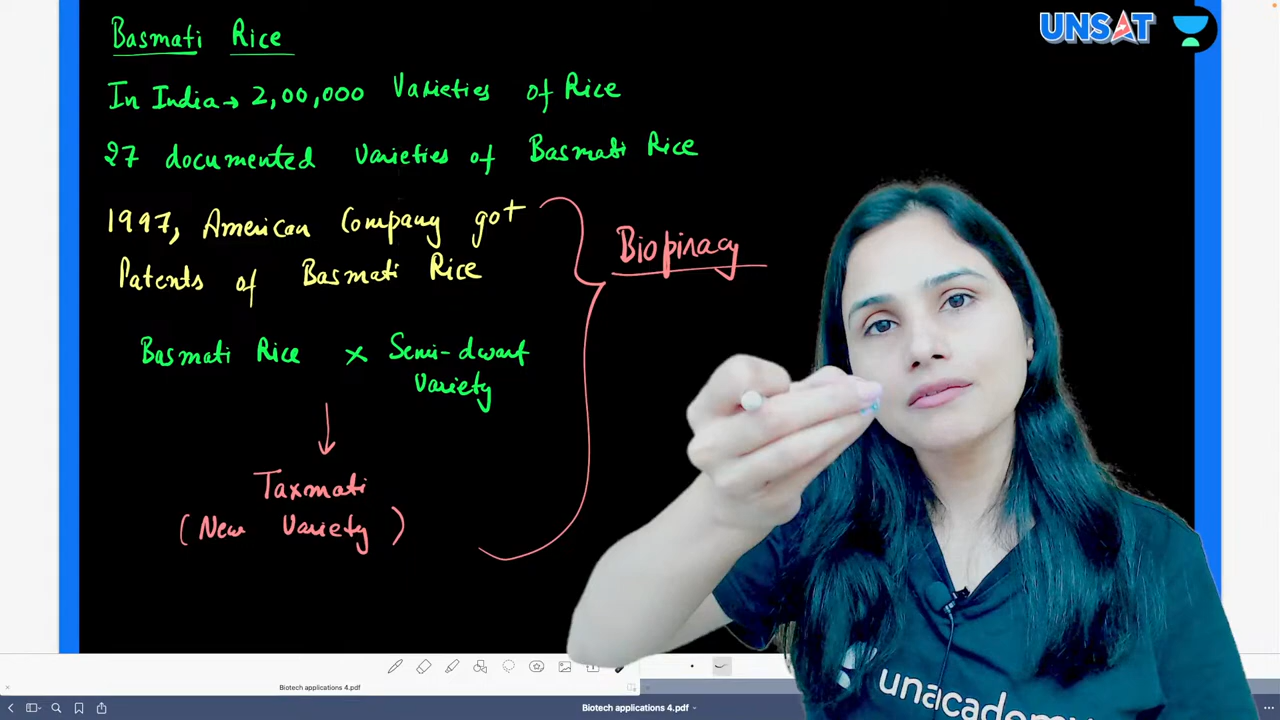 Basmati Rice
UNSAT
In India → 2,00,000 Varieties of Rice
27 documented Varieties of Basmati Rice
1997, American Company got
Patents of Basmati Rice
Biopiracy
Basmati Rice × Semi-dwarf
Variety
Taxmati
(New Variety)
unacademy
Biotech applications 4.pdf
Biotech applications 4.pdf